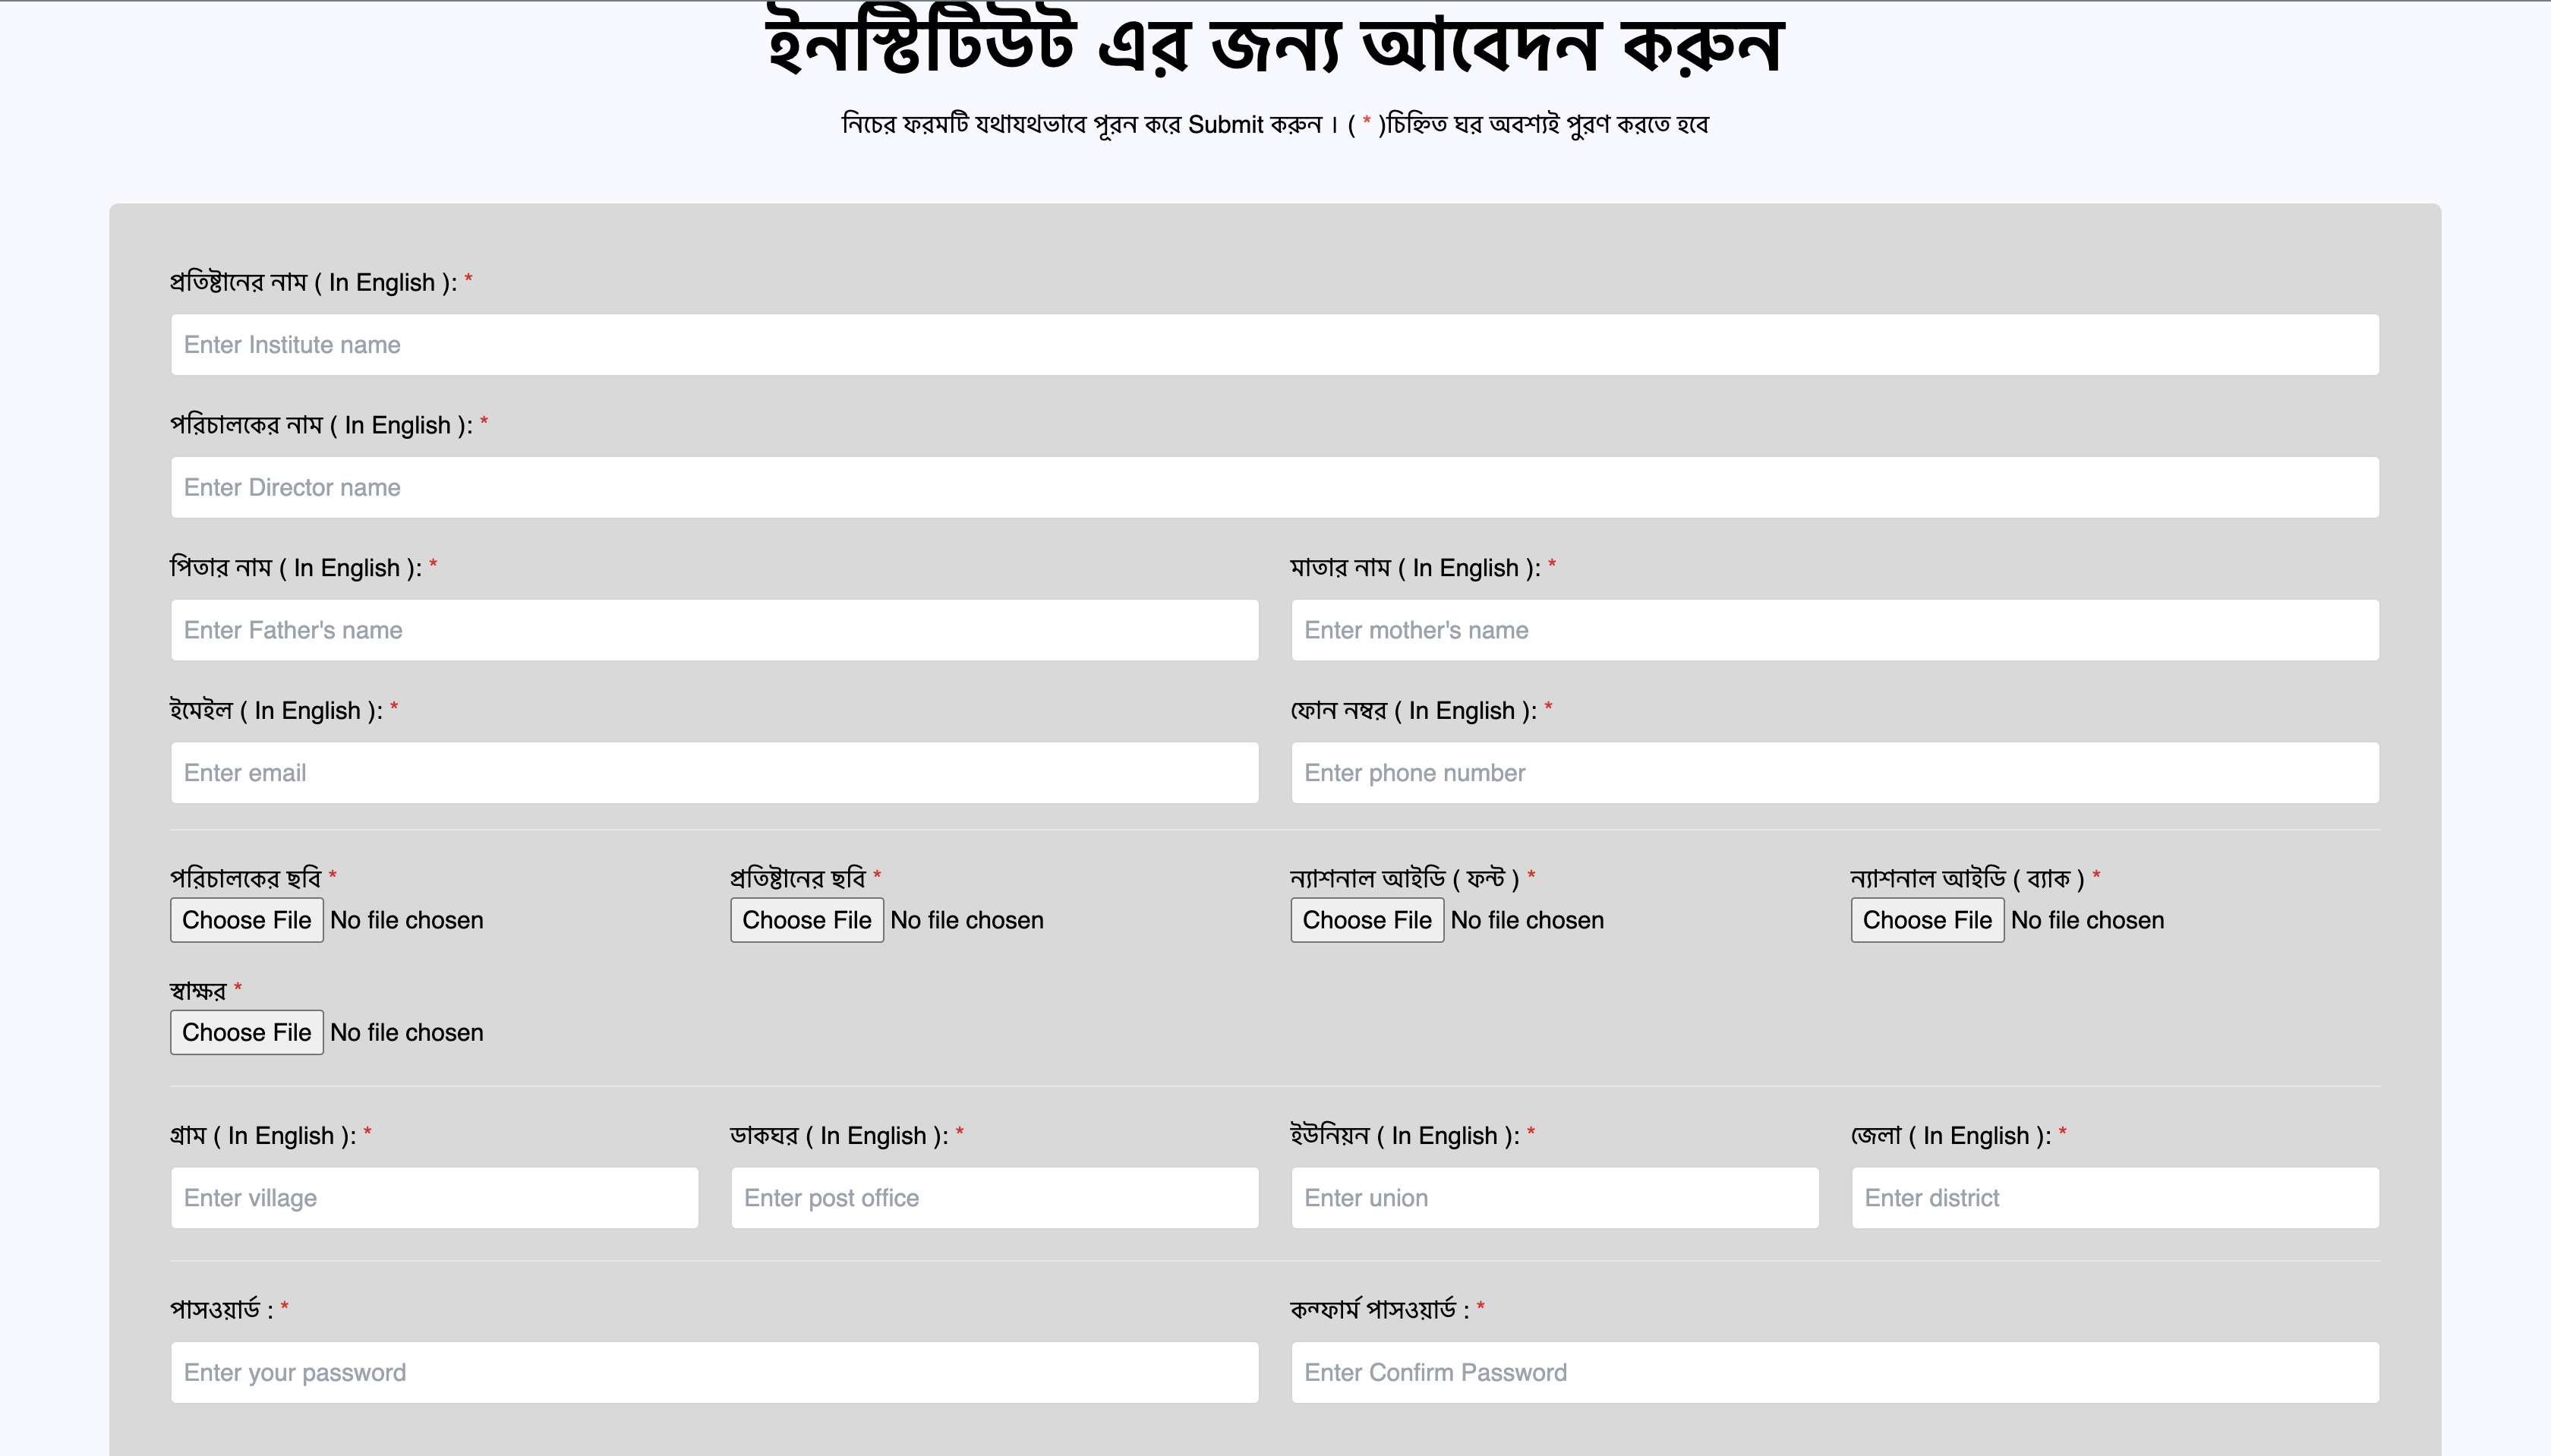 ইনস্টিটিউট এর জন্য আবেদন করুন
নিচের ফরমটি যথাযথভাবে পূরন করে Submit করুন । ( * )চিহ্নিত ঘর অবশ্যই পুরণ করতে হবে
প্রতিষ্টানের নাম ( In English ): *
Enter Institute name
পরিচালকের নাম ( In English ): *
Enter Director name
পিতার নাম ( In English ): * মাতার নাম ( In English ): *
Enter Father's name Enter mother's name
ইমেইল ( In English ): * ফোন নম্বর ( In English ): *
Enter email Enter phone number
পরিচালকের ছবি * প্রতিষ্টানের ছবি * ন্যাশনাল আইডি ( ফন্ট ) * ন্যাশনাল আইডি ( ব্যাক ) *
Choose File No file chosen Choose File No file chosen Choose File No file chosen Choose File No file chosen
স্বাক্ষর *
Choose File No file chosen
গ্রাম ( In English ): * ডাকঘর ( In English ): * ইউনিয়ন ( In English ): * জেলা ( In English ): *
Enter village Enter post office Enter union Enter district
পাসওয়ার্ড : * কন্ফার্ম পাসওয়ার্ড : *
Enter your password Enter Confirm Password